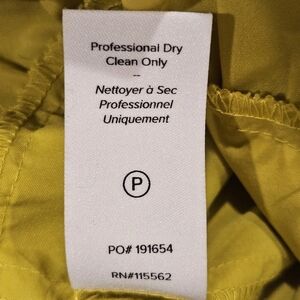 Professional Dry
Clean Only
--
Nettoyer à Sec
Professionnel
Uniquement
P
PO# 191654
RN#115562